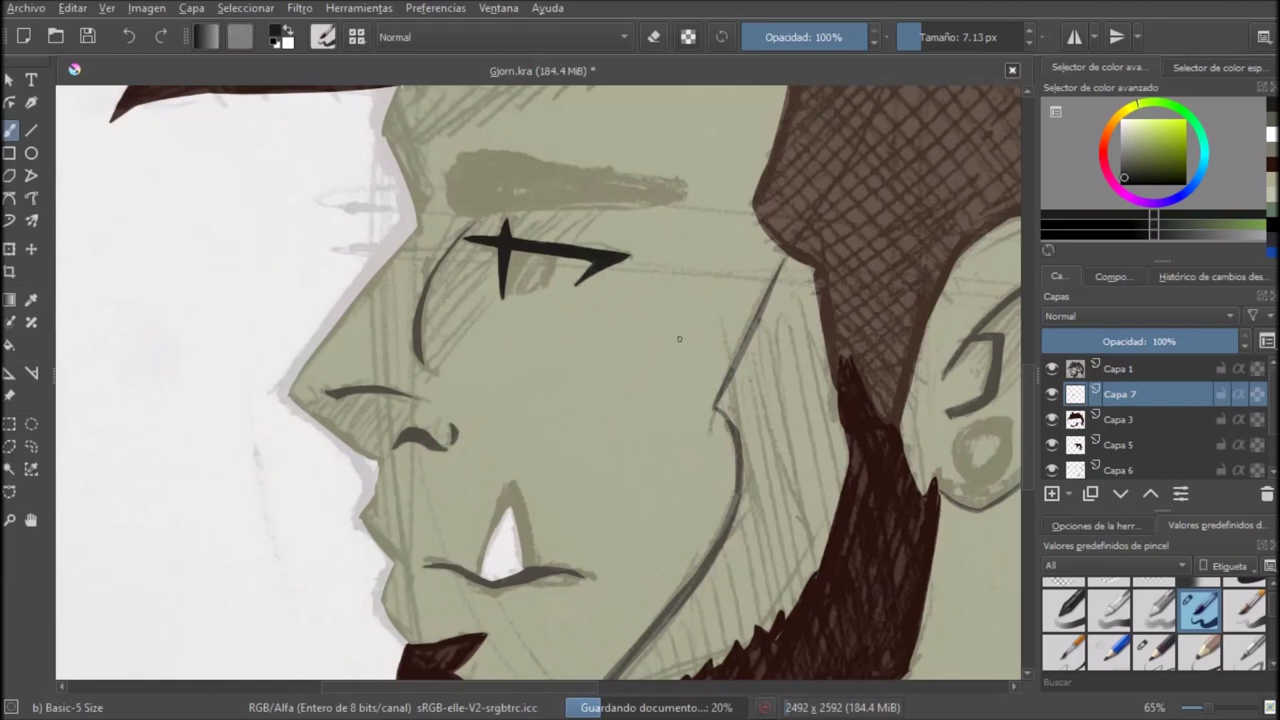 Archivo Editar Ver Imagen Capa Seleccionar Filtro Herramientas Preferencias Ventana Ayuda
Normal Opacidad: 100% Tamaño: 7.13 px
Gjorn.kra (184.4 MiB) *
Selector de color ava... Selector de color esp...
Selector de color avanzado
Ca... Compo... Histórico de cambios des...
Capas
Normal
Opacidad: 100%
Capa 1
Capa 7
Capa 3
Capa 5
Capa 6
Opciones de la herr... Valores predefinidos d...
Valores predefinidos de pincel
All Etiqueta
Buscar
b) Basic-5 Size RGB/Alfa (Entero de 8 bits/canal) sRGB-elle-V2-srgbtrc.icc Guardando documento...: 20% 2492 x 2592 (184.4 MiB) 65%